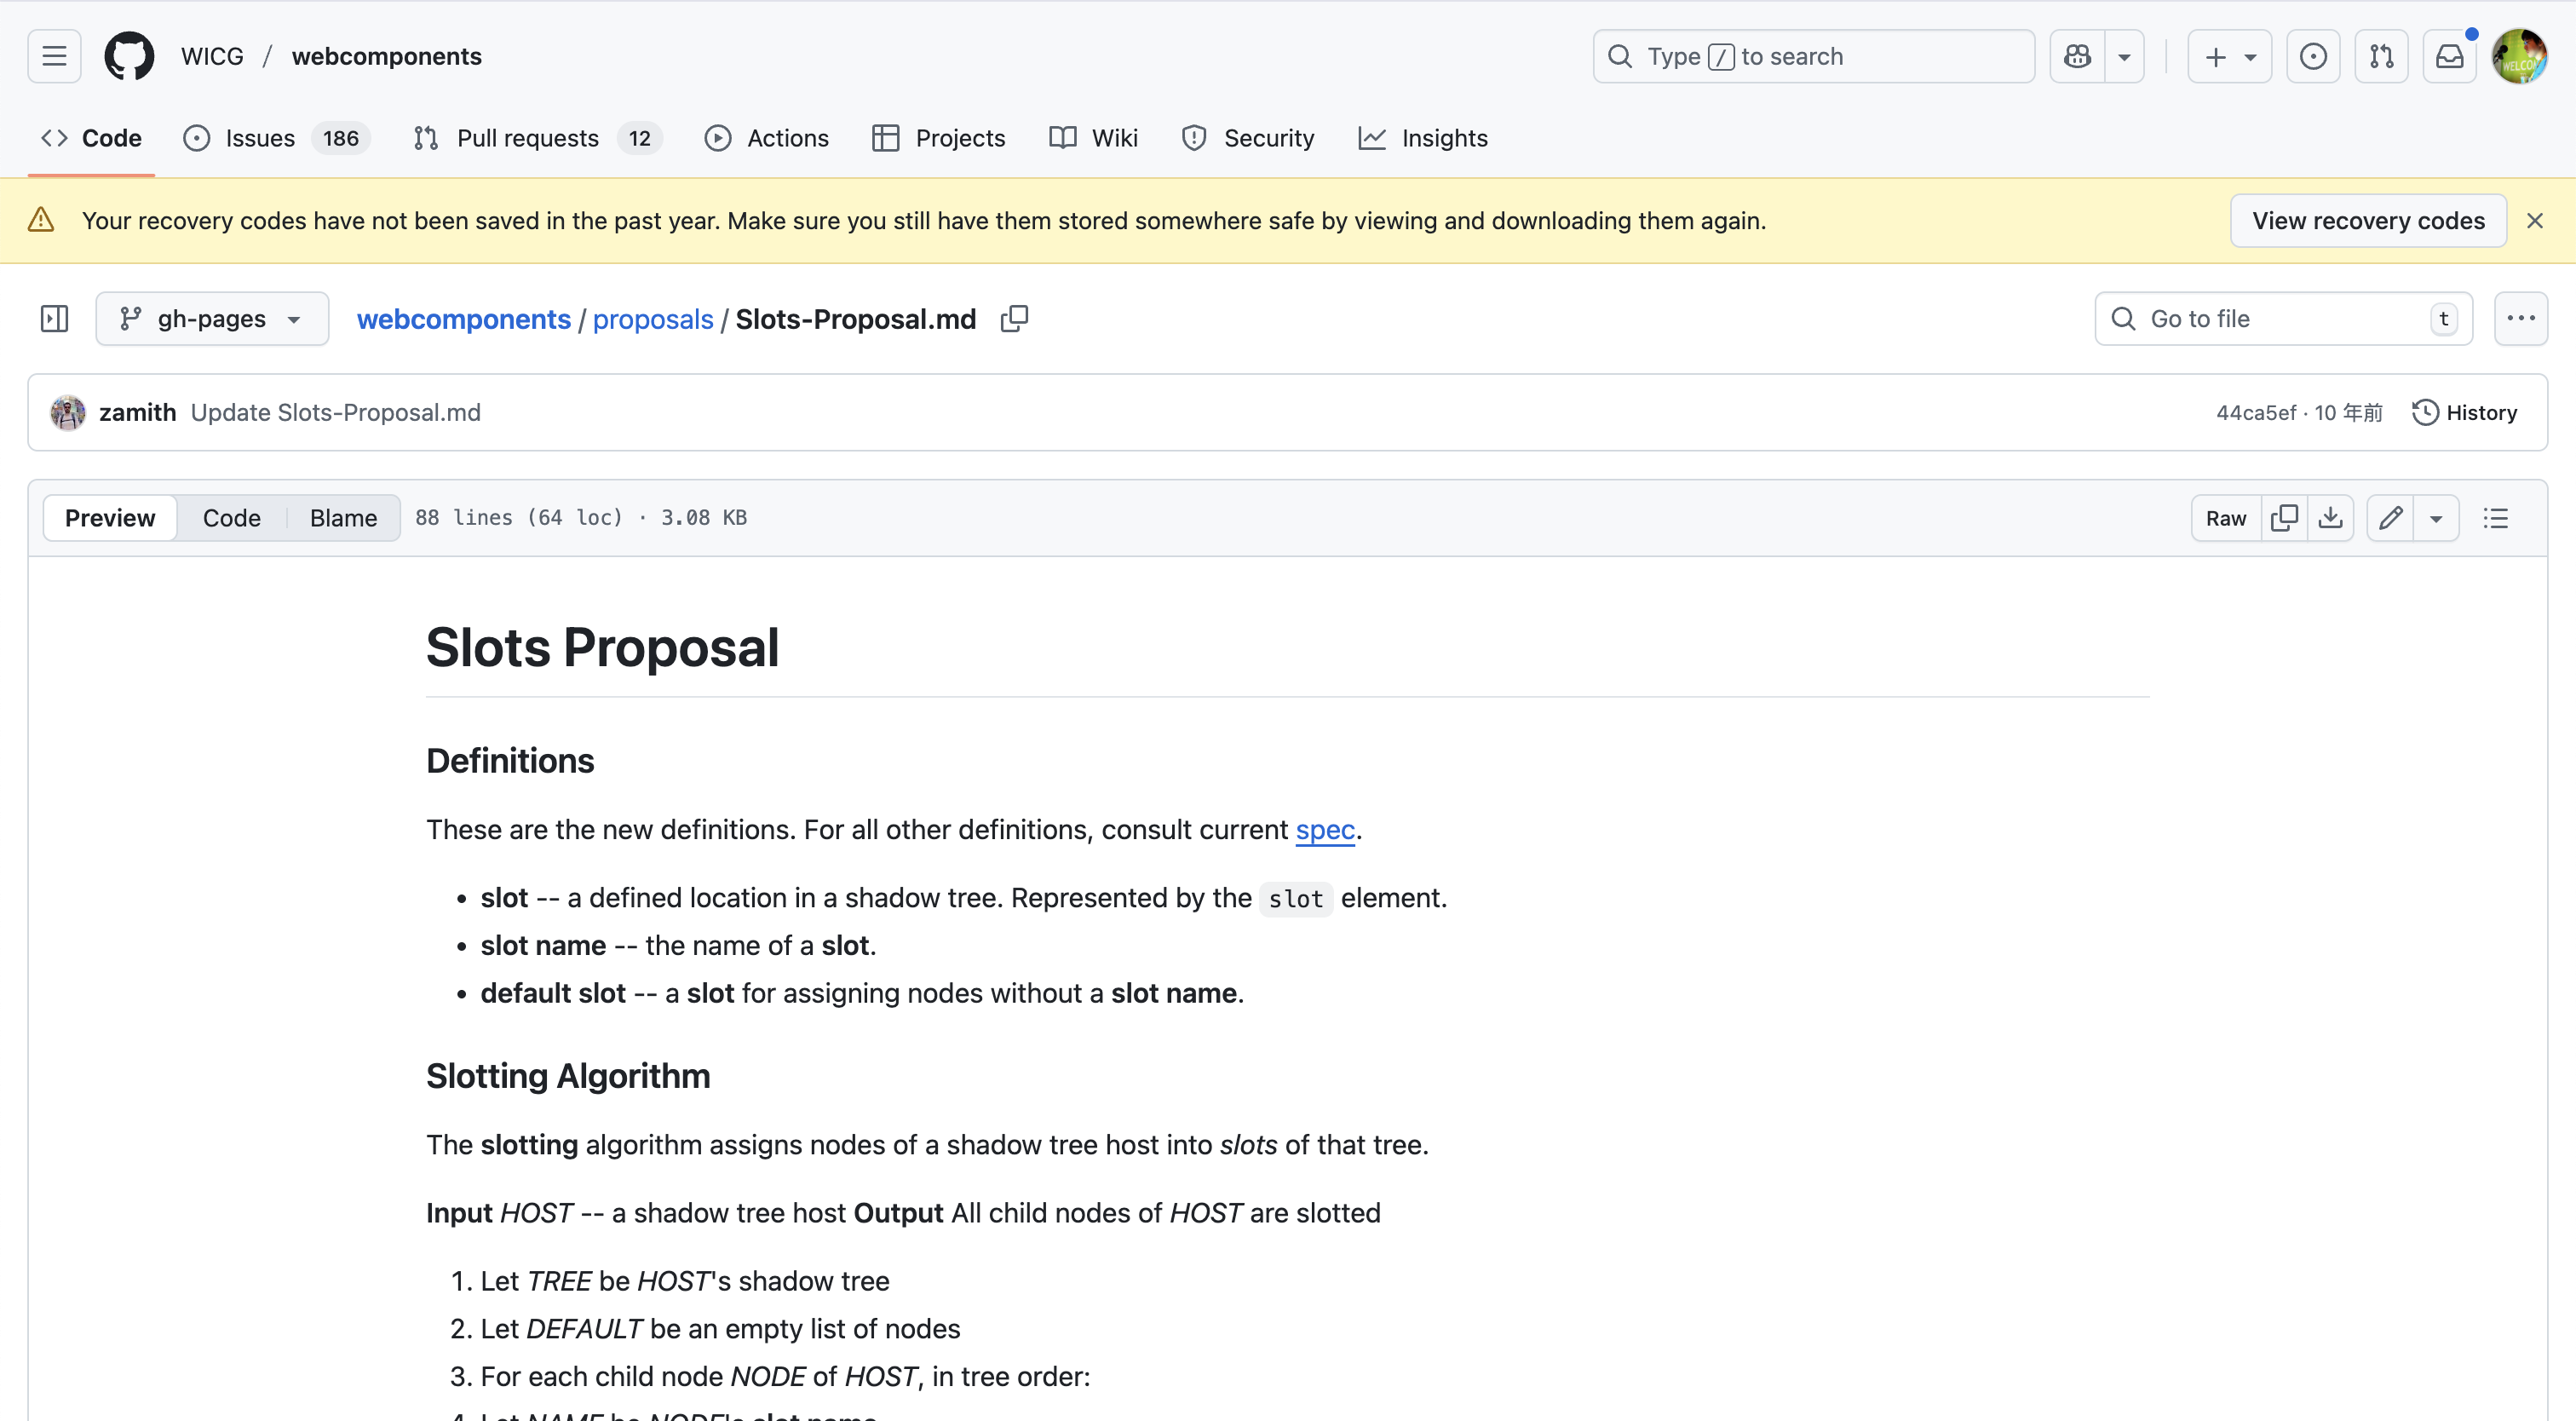 WICG / webcomponents
Type / to search
Code Issues 186 Pull requests 12 Actions Projects Wiki Security Insights
Your recovery codes have not been saved in the past year. Make sure you still have them stored somewhere safe by viewing and downloading them again. View recovery codes
gh-pages webcomponents / proposals / Slots-Proposal.md Go to file t
zamith Update Slots-Proposal.md 44ca5ef · 10 年前 History
Preview Code Blame 88 lines (64 loc) · 3.08 KB Raw
Slots Proposal
Definitions
These are the new definitions. For all other definitions, consult current spec.
• slot -- a defined location in a shadow tree. Represented by the slot element.
• slot name -- the name of a slot.
• default slot -- a slot for assigning nodes without a slot name.
Slotting Algorithm
The slotting algorithm assigns nodes of a shadow tree host into slots of that tree.
Input HOST -- a shadow tree host Output All child nodes of HOST are slotted
1. Let TREE be HOST's shadow tree
2. Let DEFAULT be an empty list of nodes
3. For each child node NODE of HOST, in tree order:
4. Let NAME be NODE's slot name